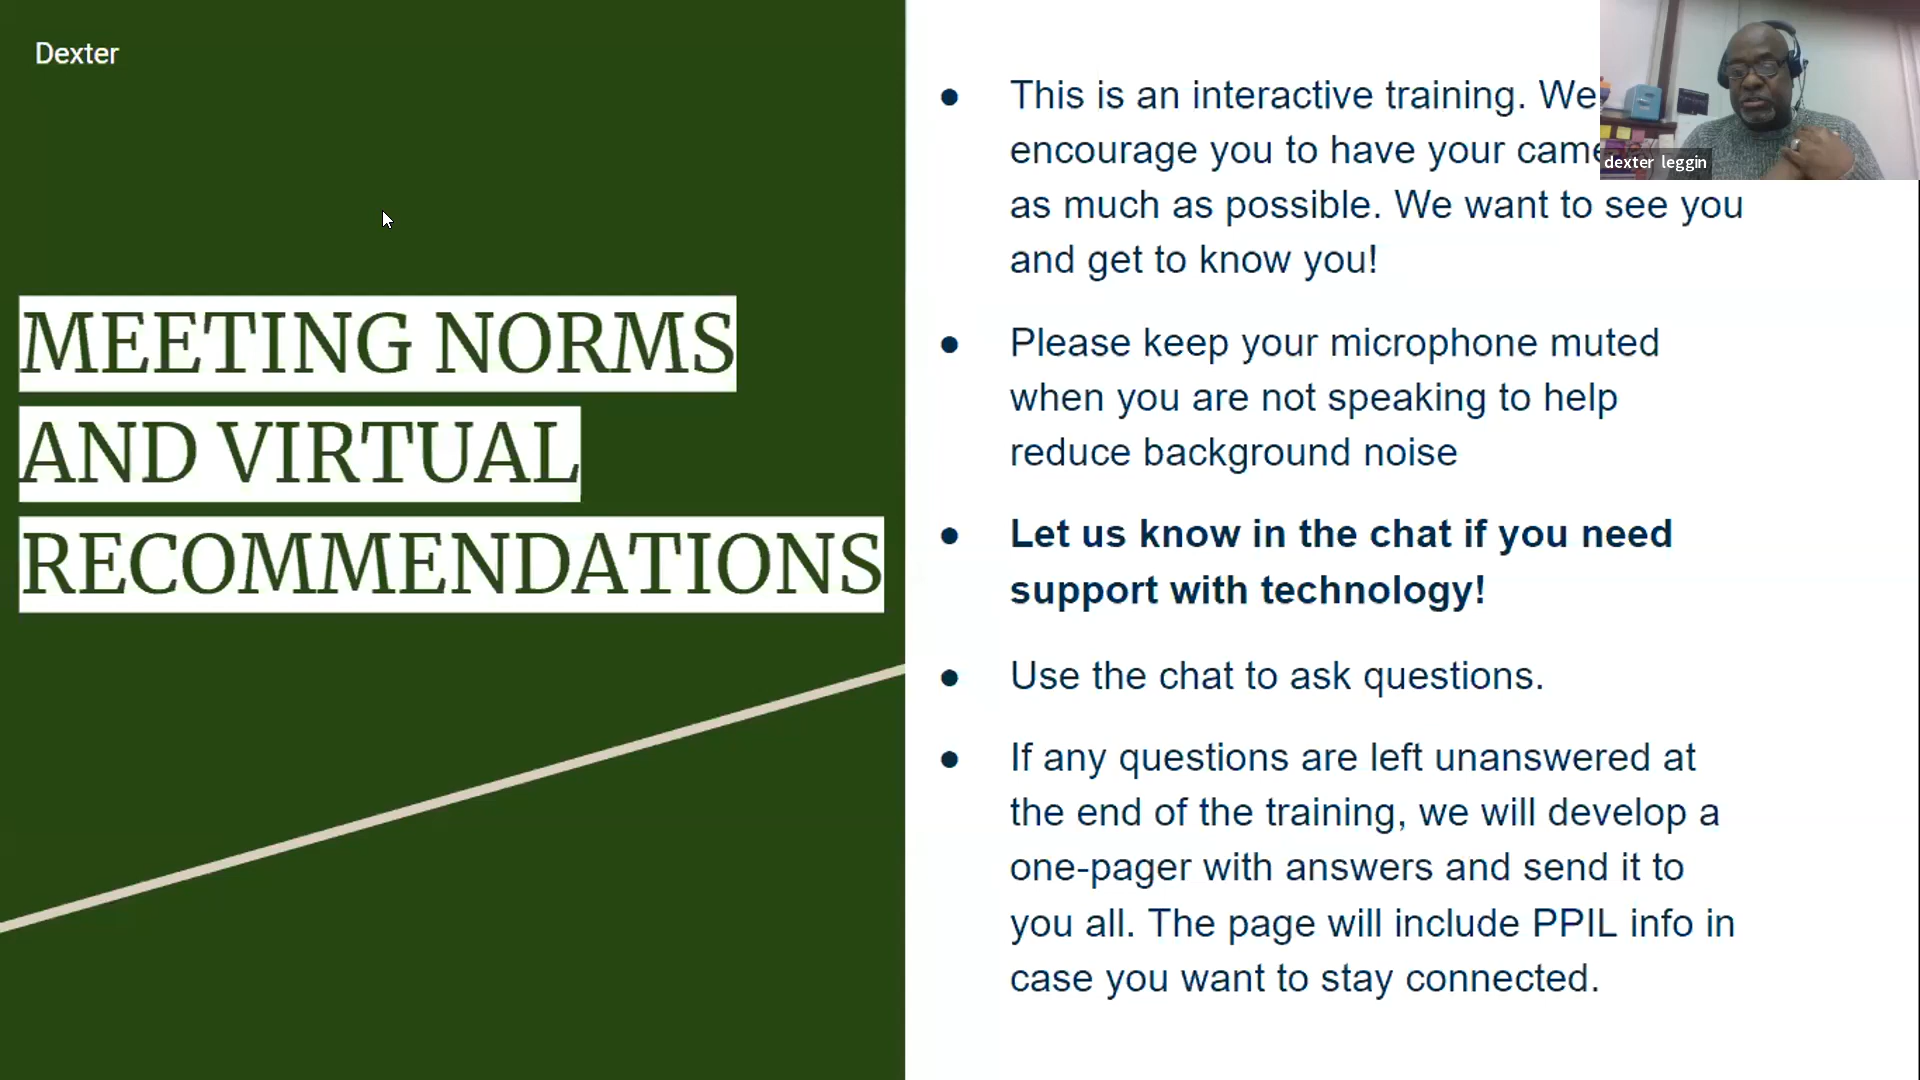 Dexter
MEETING NORMS
AND VIRTUAL
RECOMMENDATIONS
This is an interactive training. We
encourage you to have your
as much as possible. We want to see you
and get to know you!
Please keep your microphone muted
when you are not speaking to help
reduce background noise
Let us know in the chat if you need
support with technology!
Use the chat to ask questions.
If any questions are left unanswered at
the end of the training, we will develop a
one-pager with answers and send it to
you all. The page will include PPIL info in
case you want to stay connected.
dexter leggin